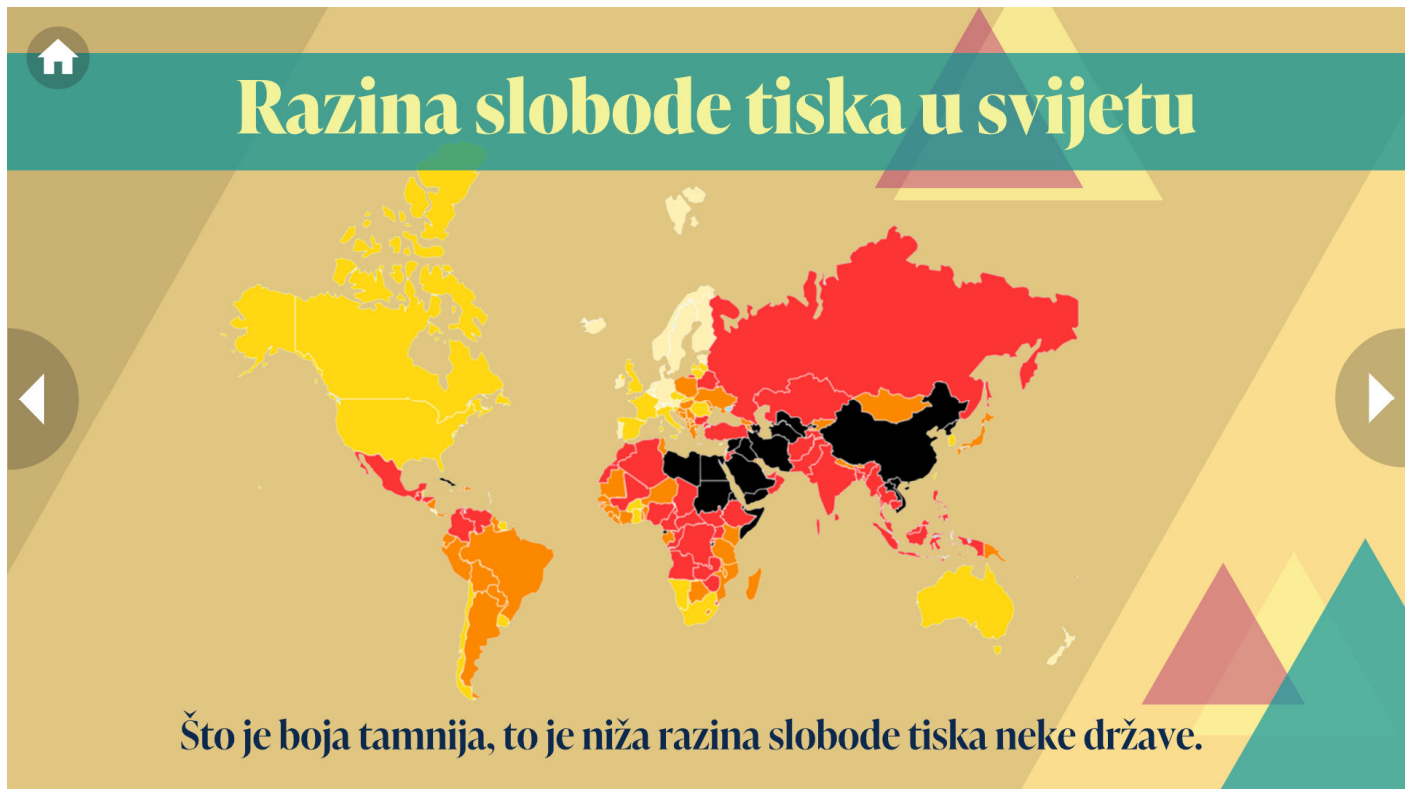 Razina slobode tiska u svijetu
Što je boja tamnija, to je niža razina slobode tiska neke države.